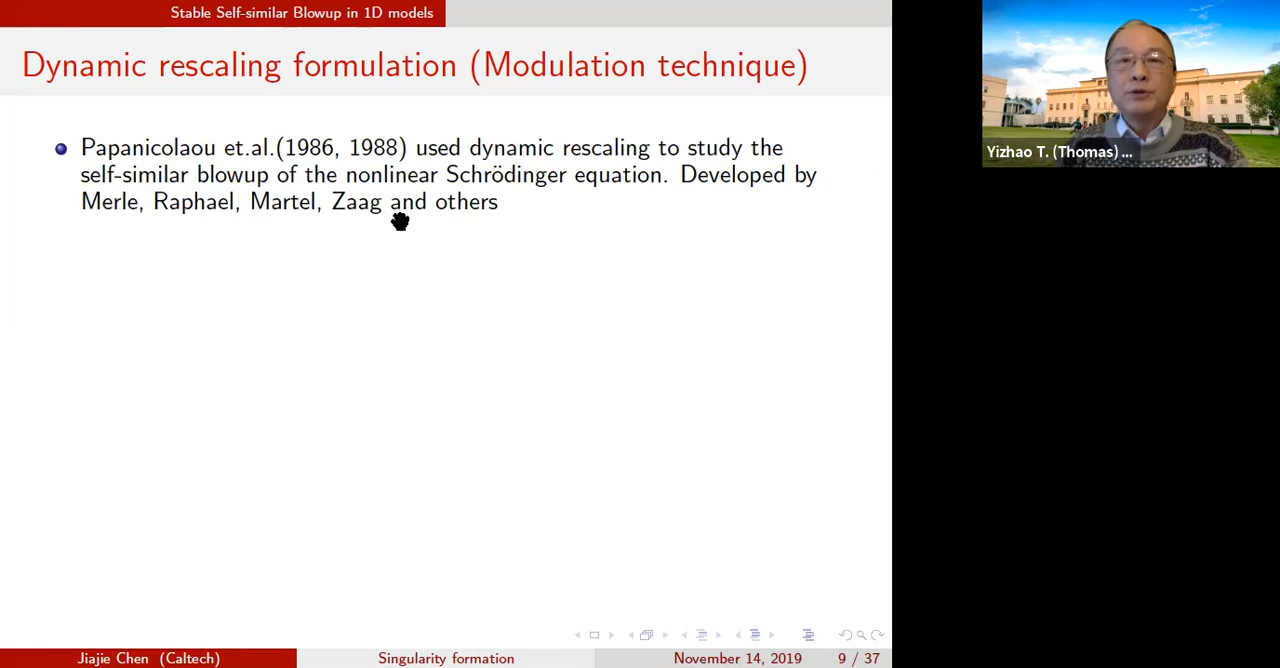 Stable Self-similar Blowup in 1D models
Dynamic rescaling formulation (Modulation technique)
Papanicolaou et.al.(1986, 1988) used dynamic rescaling to study the
self-similar blowup of the nonlinear Schrödinger equation. Developed by
Merle, Raphael, Martel, Zaag and others
Yizhao T. (Thomas) ...
Jiajie Chen (Caltech)
Singularity formation
November 14, 2019
9 / 37